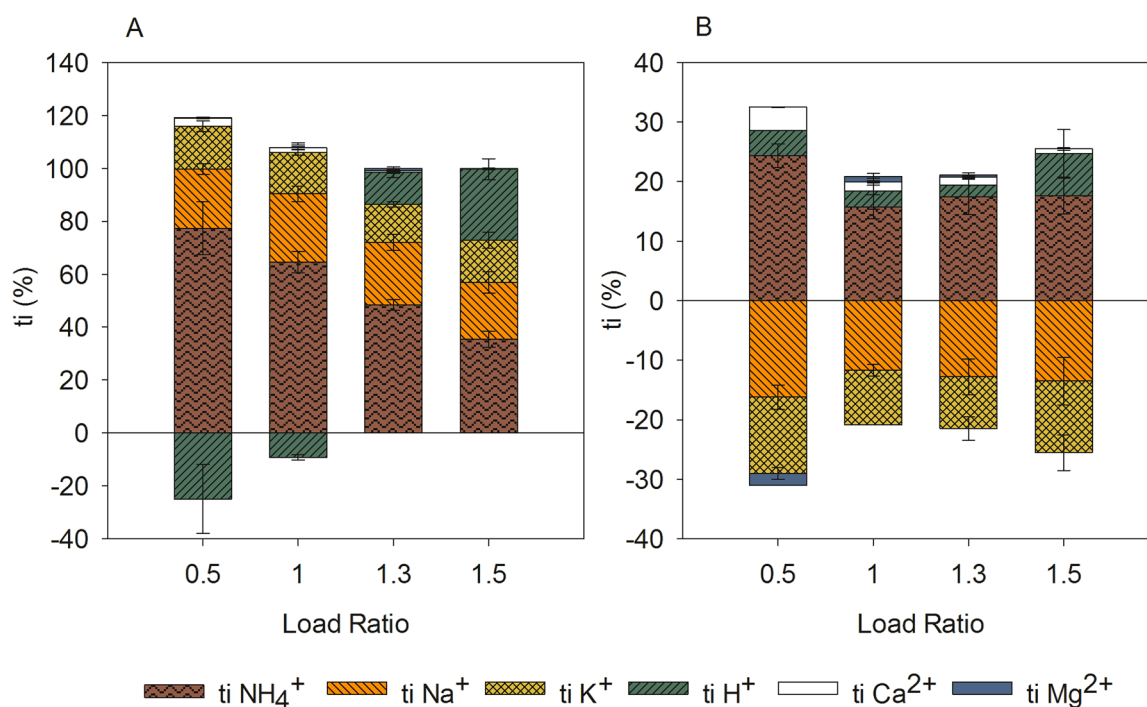 A
140
120
100
80
60
40
20
0
-20
-40
ti (%)
0.5 1 1.3 1.5
Load Ratio
B
40
30
20
10
0
-10
-20
-30
-40
ti (%)
0.5 1 1.3 1.5
Load Ratio
ti NH₄⁺ ti Na⁺ ti K⁺ ti H⁺ ti Ca²⁺ ti Mg²⁺